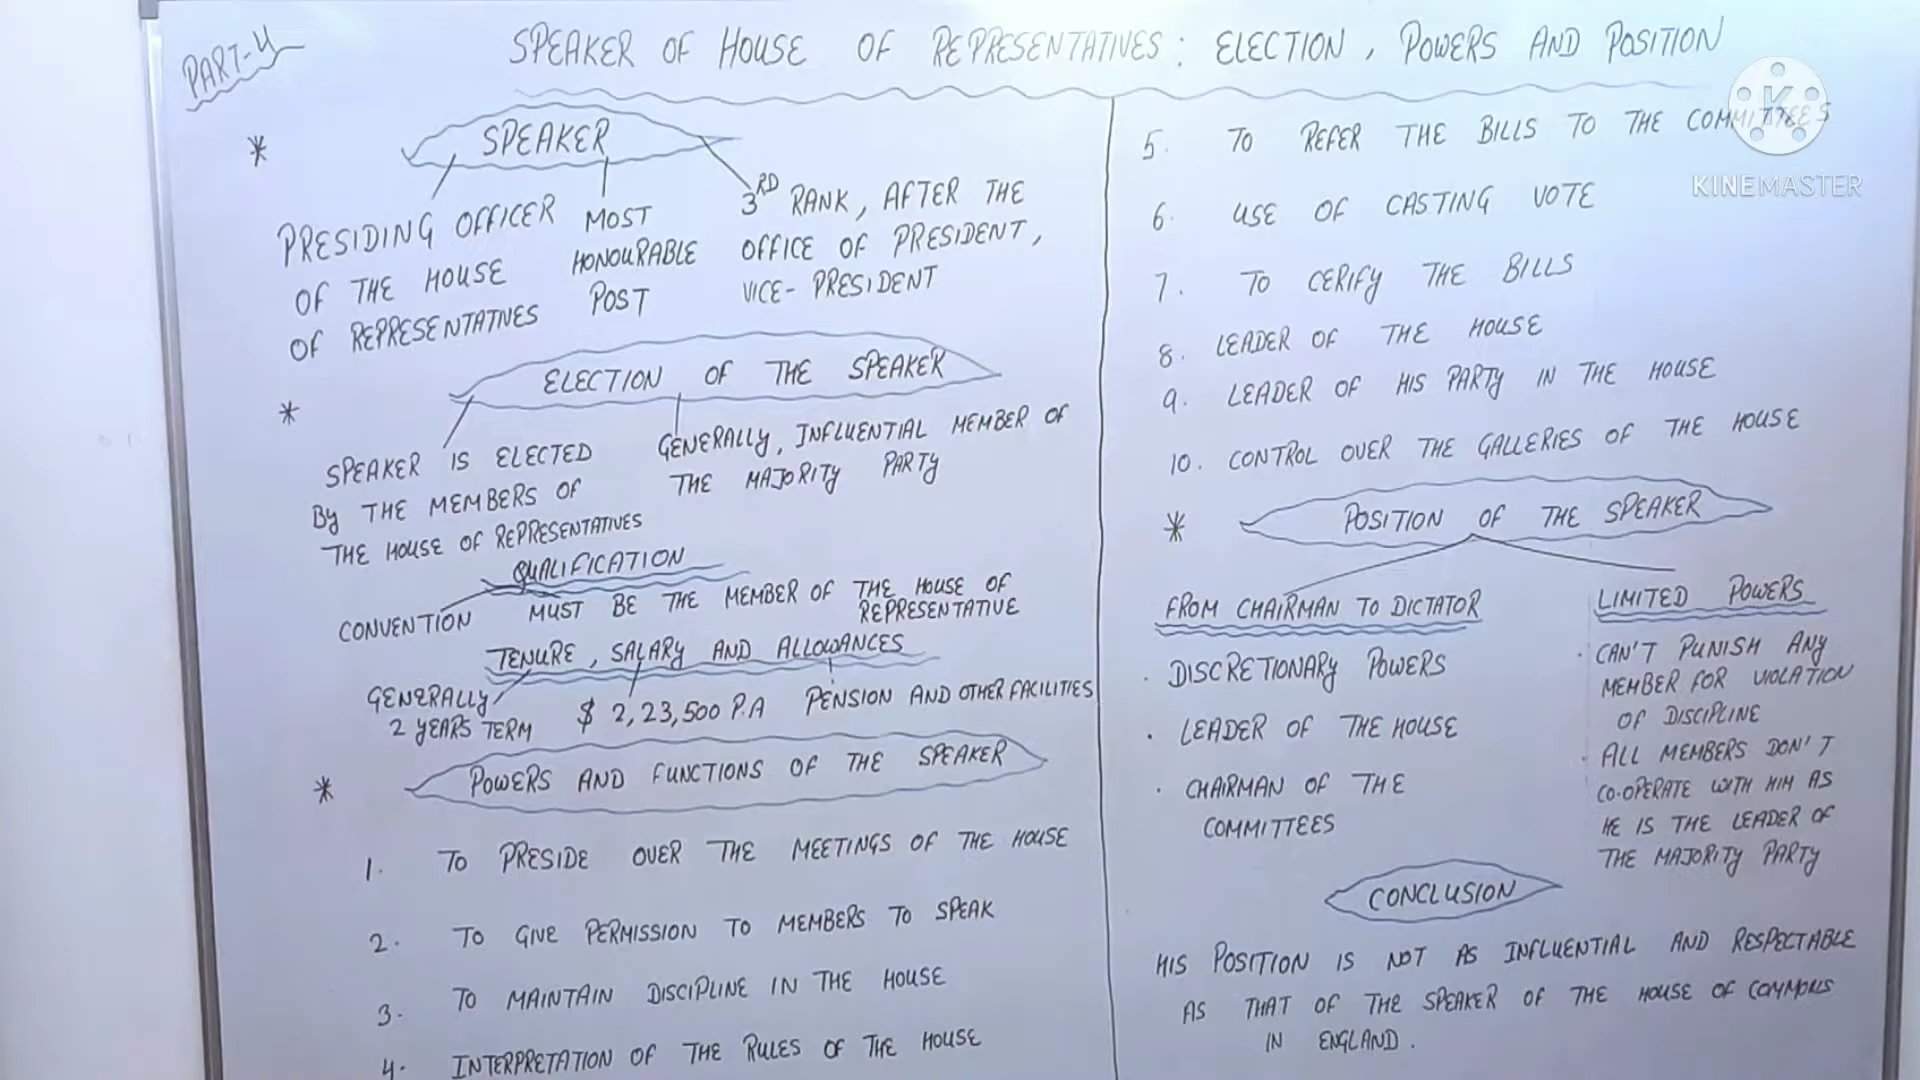 PART-4
SPEAKER OF HOUSE OF REPRESENTATIVES: ELECTION, POWERS AND POSITION
* SPEAKER
PRESIDING OFFICER
OF THE HOUSE
OF REPRESENTATIVES
MOST
HONOURABLE
POST
3RD RANK, AFTER THE
OFFICE OF PRESIDENT,
VICE-PRESIDENT
* ELECTION OF THE SPEAKER
SPEAKER IS ELECTED
By THE MEMBERS OF
THE HOUSE OF REPRESENTATIVES
GENERALLY, INFLUENTIAL MEMBER OF
THE MAJORITY PARTY
QUALIFICATION
CONVENTION
MUST BE THE MEMBER OF THE HOUSE OF
REPRESENTATIVE
TENURE, SALARY AND ALLOWANCES
GENERALLY
2 YEARS TERM
$ 2,23,500 P.A
PENSION AND OTHER FACILITIES
* POWERS AND FUNCTIONS OF THE SPEAKER
1. TO PRESIDE OVER THE MEETINGS OF THE HOUSE
2. TO GIVE PERMISSION TO MEMBERS TO SPEAK
3. TO MAINTAIN DISCIPLINE IN THE HOUSE
4. INTERPRETATION OF THE RULES OF THE HOUSE
5. TO REFER THE BILLS TO THE COMMITTEES
6. USE OF CASTING VOTE
7. TO CERIFY THE BILLS
8. LEADER OF THE HOUSE
9. LEADER OF HIS PARTY IN THE HOUSE
10. CONTROL OVER THE GALLERIES OF THE HOUSE
* POSITION OF THE SPEAKER
FROM CHAIRMAN TO DICTATOR
· DISCRETIONARY POWERS
· LEADER OF THE HOUSE
· CHAIRMAN OF THE
COMMITTEES
LIMITED POWERS
· CAN'T PUNISH ANY
MEMBER FOR VIOLATION
OF DISCIPLINE
· ALL MEMBERS DON'T
CO-OPERATE WITH HIM AS
HE IS THE LEADER OF
THE MAJORITY PARTY
CONCLUSION
HIS POSITION IS NOT AS INFLUENTIAL AND RESPECTABLE
AS THAT OF THE SPEAKER OF THE HOUSE OF COMMONS
IN ENGLAND.
K
KINEMASTER